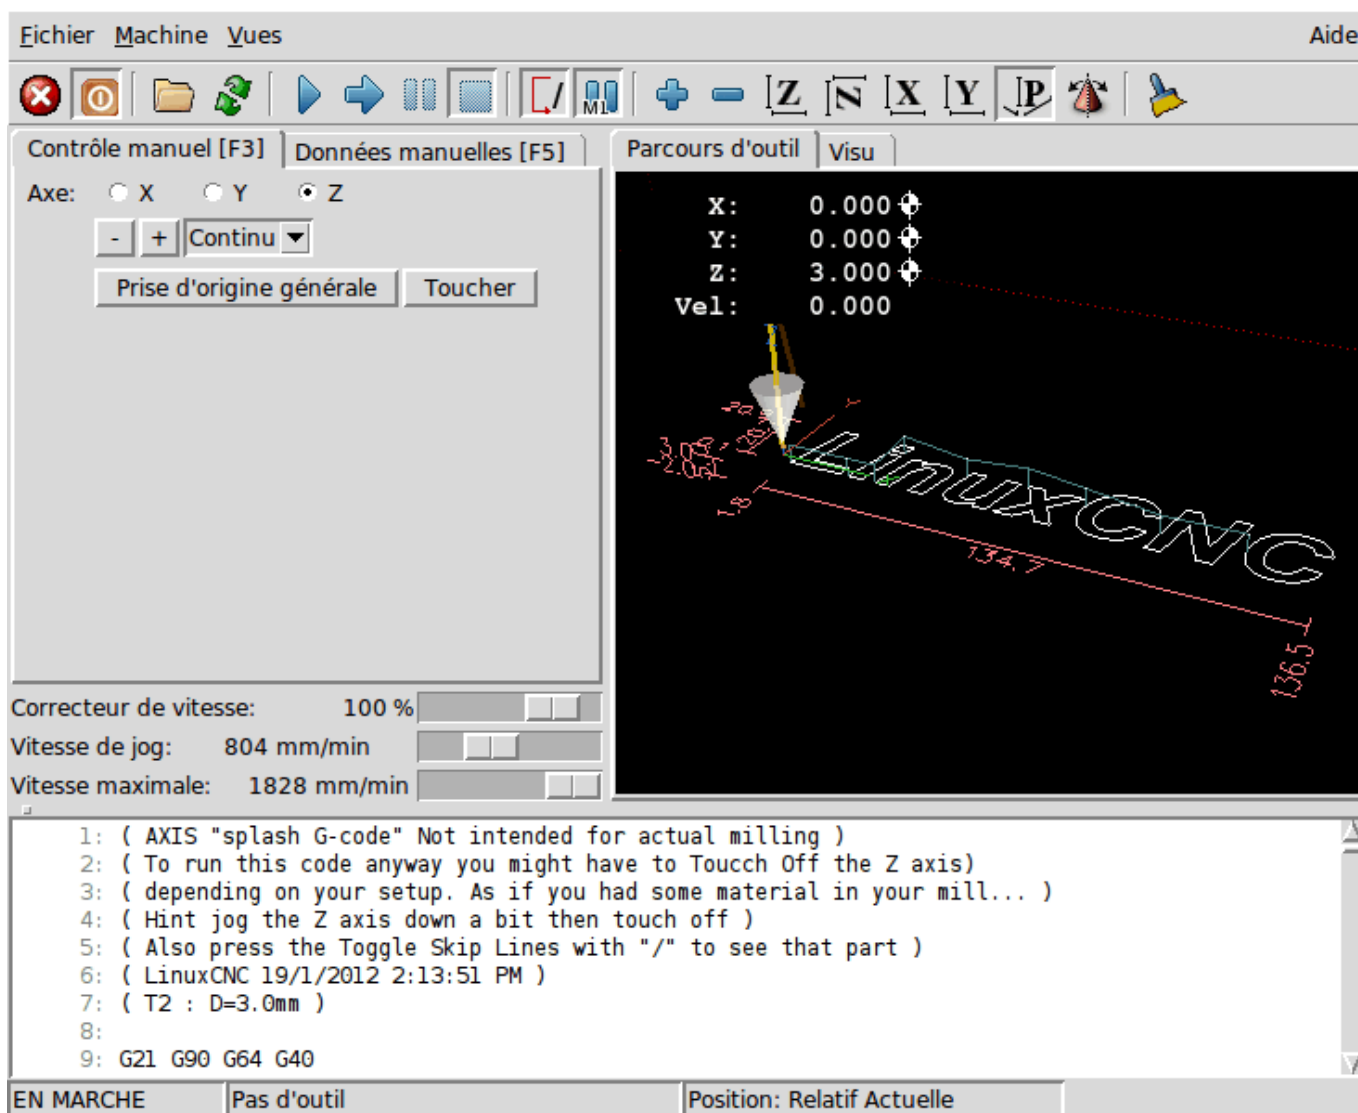 Fichier Machine Vues Aide
M1 Z N X Y P
Contrôle manuel [F3] Données manuelles [F5] Parcours d'outil Visu
Axe: X Y Z
- + Continu
Prise d'origine générale Toucher
X: 0.000
Y: 0.000
Z: 3.000
Vel: 0.000
Y
LinuxCNC
1.8
134.7
136.5
Correcteur de vitesse: 100 %
Vitesse de jog: 804 mm/min
Vitesse maximale: 1828 mm/min
1: ( AXIS "splash G-code" Not intended for actual milling )
2: ( To run this code anyway you might have to Toucch Off the Z axis)
3: ( depending on your setup. As if you had some material in your mill... )
4: ( Hint jog the Z axis down a bit then touch off )
5: ( Also press the Toggle Skip Lines with "/" to see that part )
6: ( LinuxCNC 19/1/2012 2:13:51 PM )
7: ( T2 : D=3.0mm )
8:
9: G21 G90 G64 G40
EN MARCHE Pas d'outil Position: Relatif Actuelle